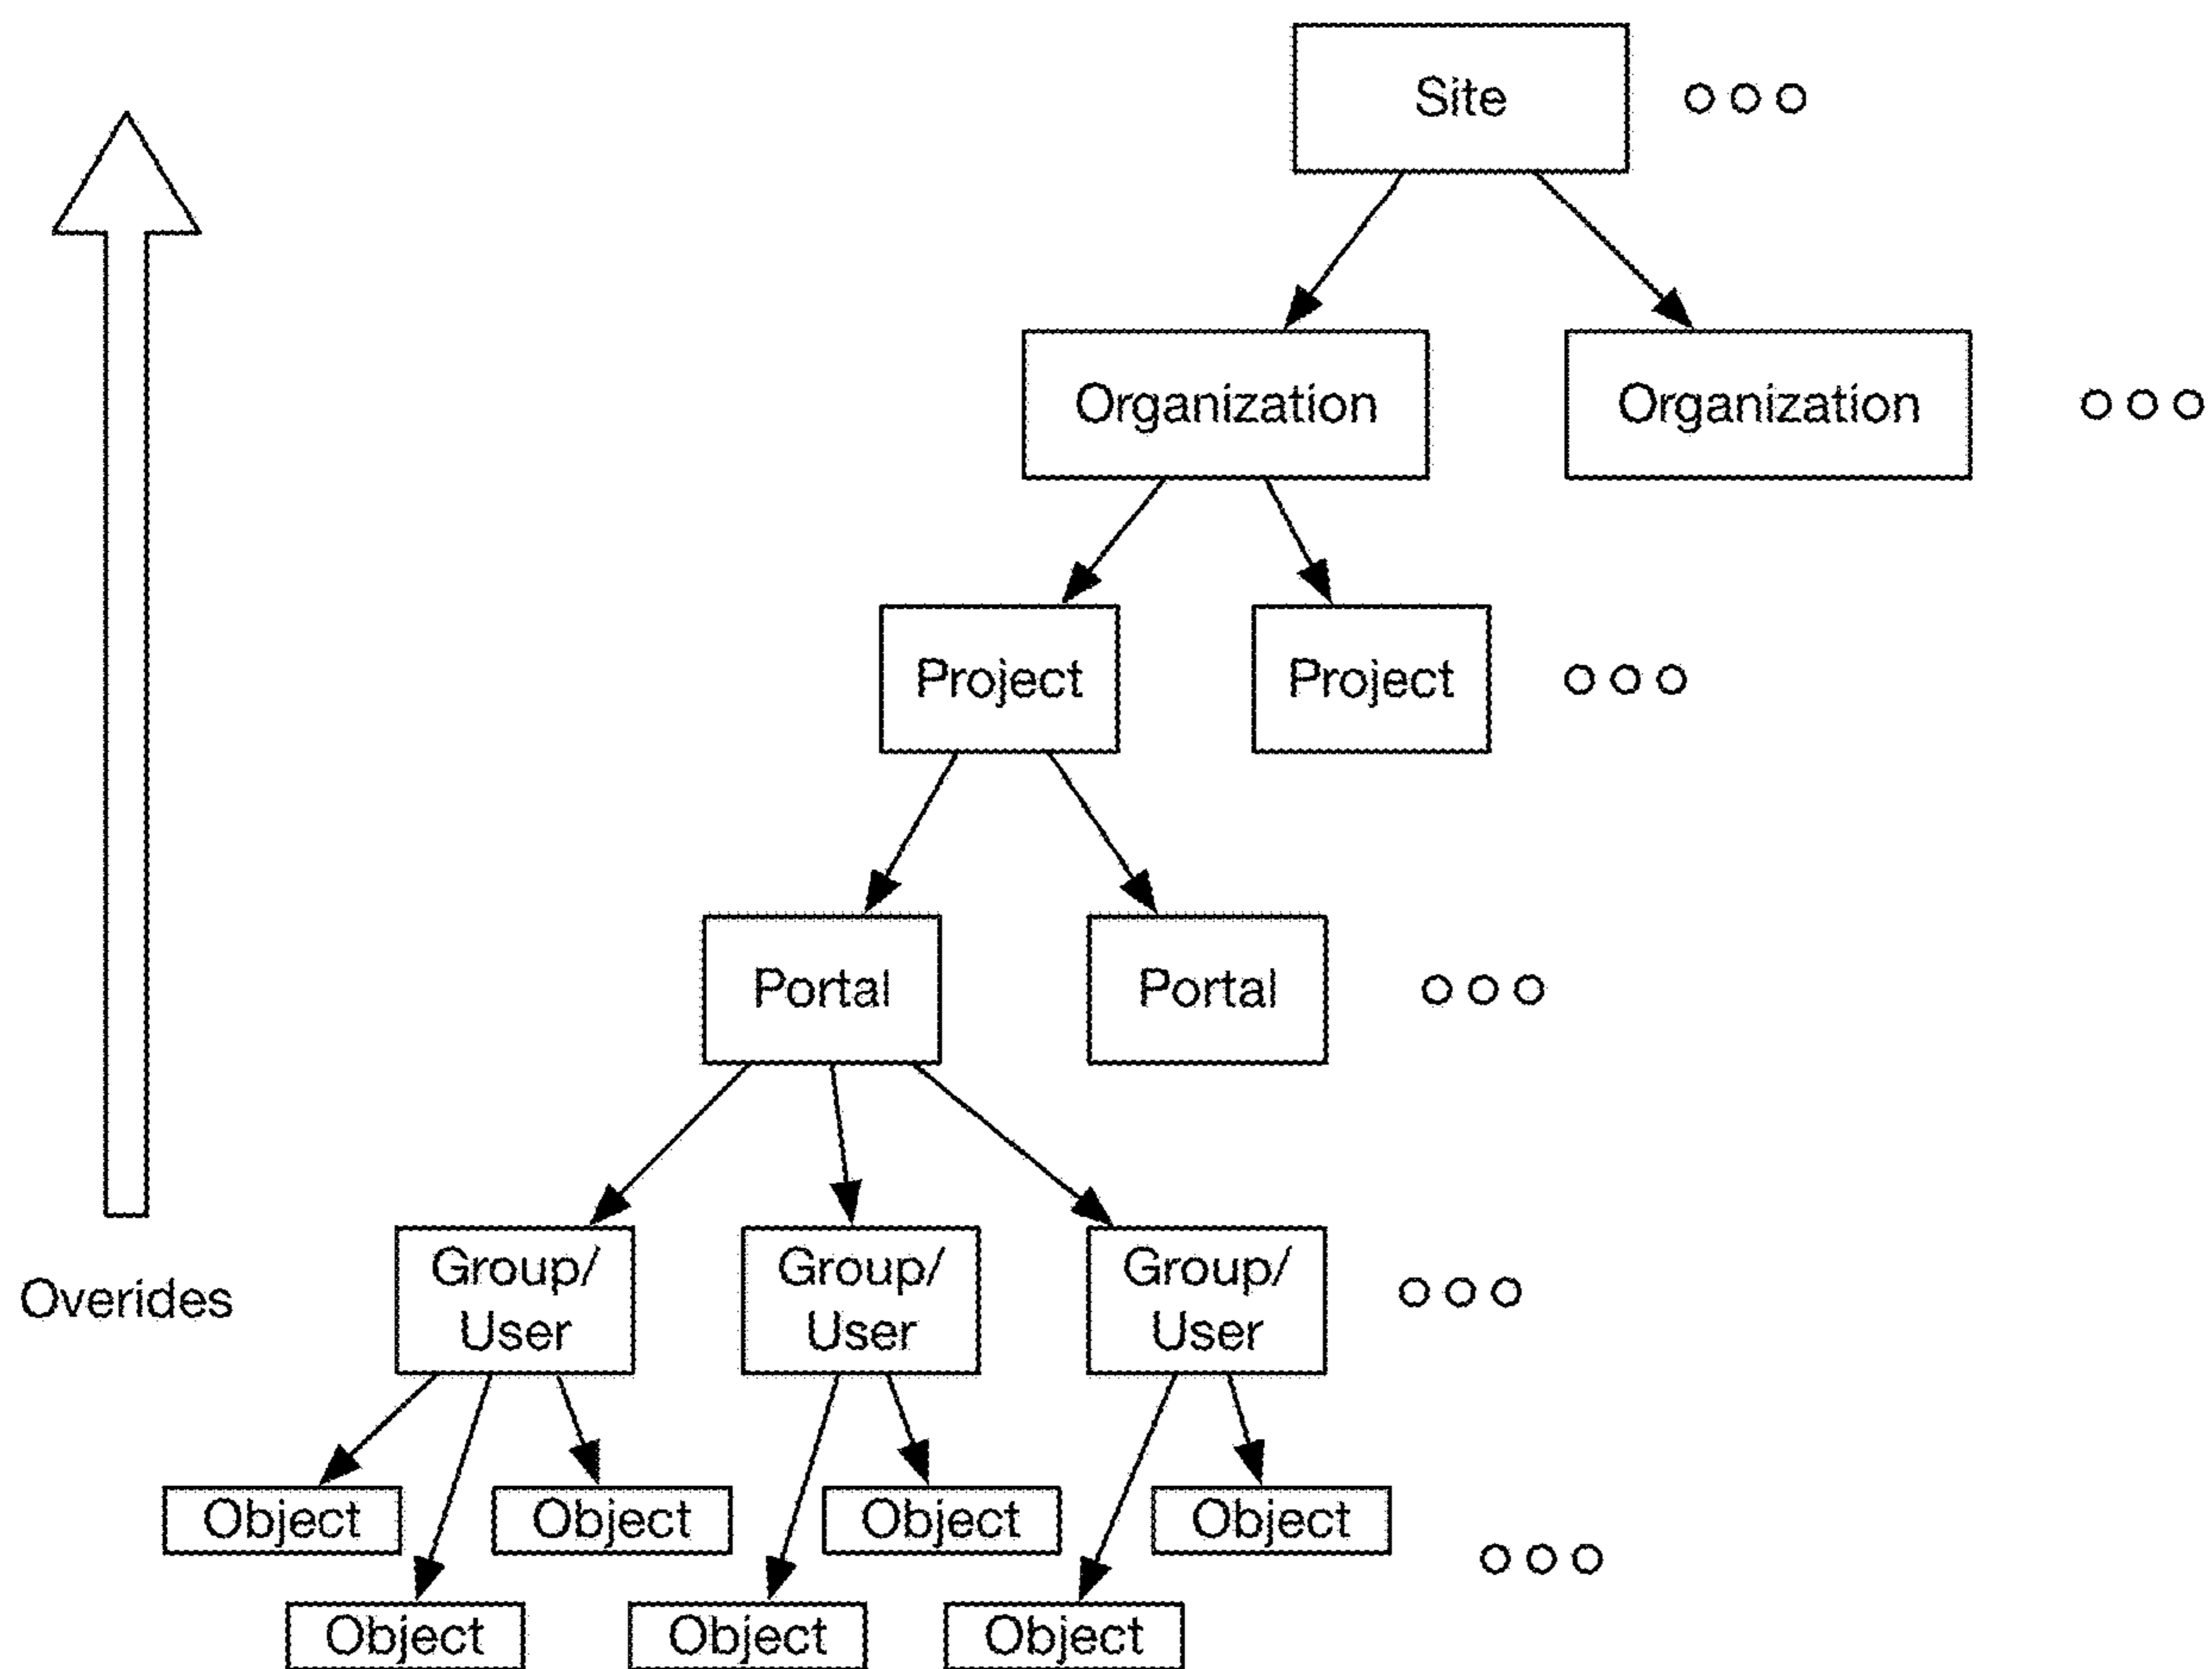 Site
Organization
Organization
Project
Project
Portal
Portal
Overides
Group/
User
Group/
User
Group/
User
Object
Object
Object
Object
Object
Object
Object